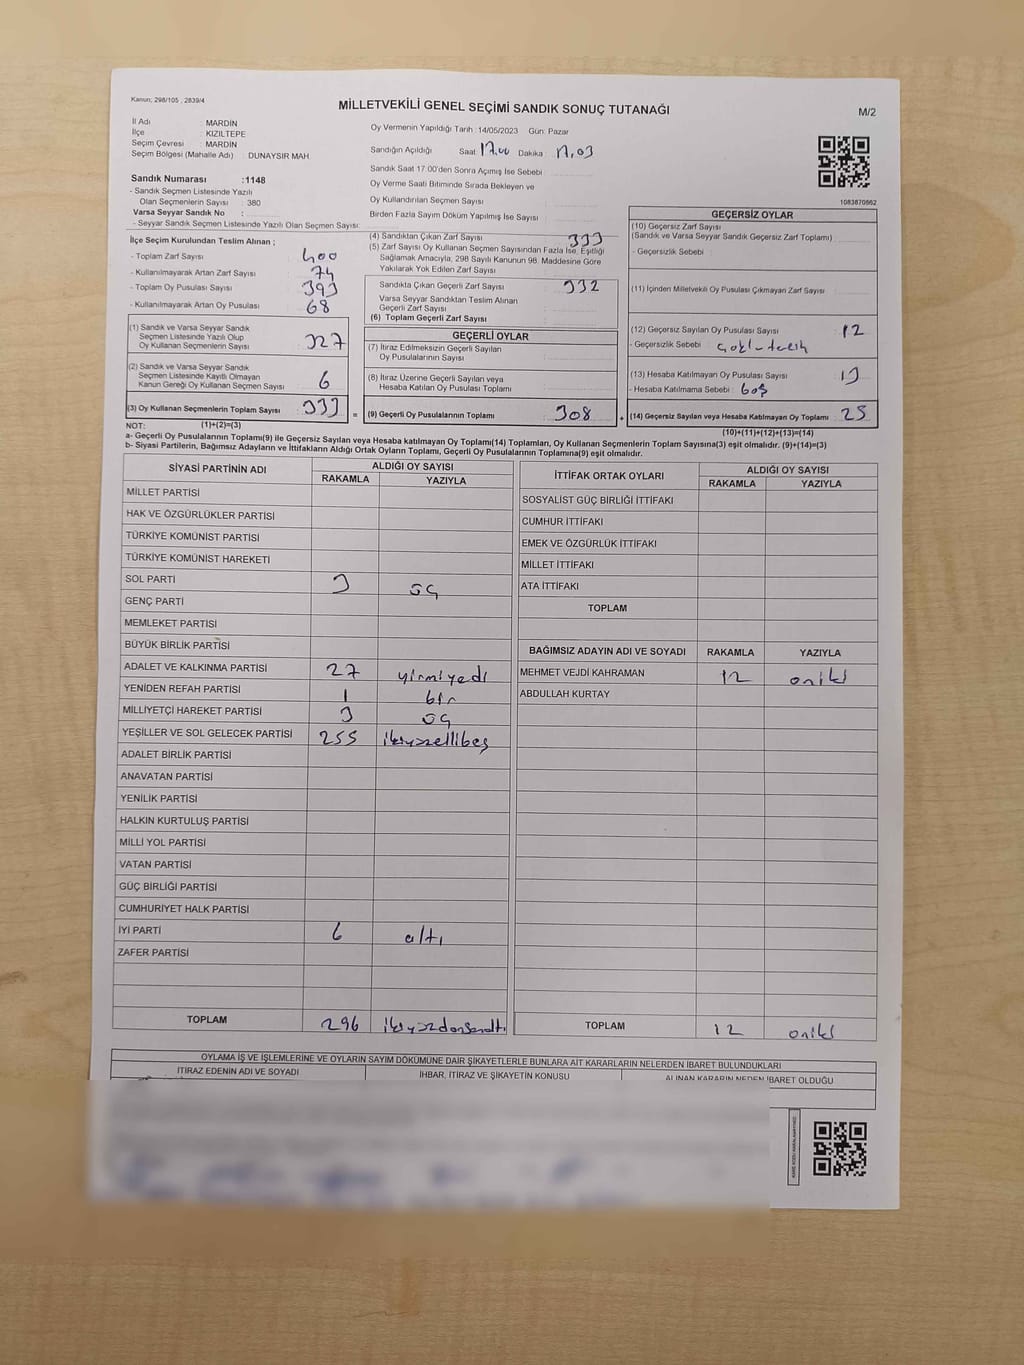 Kanun; 298/105 , 2839/4
MİLLETVEKİLİ GENEL SEÇİMİ SANDIK SONUÇ TUTANAĞI
M/2
İl Adı : MARDİN
İlçe : KIZILTEPE
Seçim Çevresi : MARDİN
Seçim Bölgesi (Mahalle Adı) : DUNAYSIR MAH
Oy Vermenin Yapıldığı Tarih : 14/05/2023 Gün: Pazar
Sandığın Açıldığı Saat 17.00 Dakika : 17.03
Sandık Saat 17.00'den Sonra Açımış İse Sebebi
Oy Verme Saati Bitiminde Sırada Bekleyen ve
Oy Kullandırılan Seçmen Sayısı :
Birden Fazla Sayım Döküm Yapılmış İse Sayısı
Sandık Numarası :1148
- Sandık Seçmen Listesinde Yazılı
Olan Seçmenlerin Sayısı : 380
Varsa Seyyar Sandık No :
- Seyyar Sandık Seçmen Listesinde Yazılı Olan Seçmen Sayısı:
1083870962
İlçe Seçim Kurulundan Teslim Alınan ;
- Toplam Zarf Sayısı : 400
- Kullanılmayarak Artan Zarf Sayısı : 74
- Toplam Oy Pusulası Sayısı : 393
- Kullanılmayarak Artan Oy Pusulası : 68
(1) Sandık ve Varsa Seyyar Sandık
Seçmen Listesinde Yazılı Olup
Oy Kullanan Seçmenlerin Sayısı : 327
(2) Sandık ve Varsa Seyyar Sandık
Seçmen Listesinde Kayıtlı Olmayan
Kanun Gereği Oy Kullanan Seçmen Sayısı : 6
(3) Oy Kullanan Seçmenlerin Toplam Sayısı : 333
(4) Sandıktan Çıkan Zarf Sayısı : 333
(5) Zarf Sayısı Oy Kullanan Seçmen Sayısından Fazla İse, Eşitliği
Sağlamak Amacıyla, 298 Sayılı Kanunun 98. Maddesine Göre
Yakılarak Yok Edilen Zarf Sayısı
Sandıkta Çıkan Geçerli Zarf Sayısı : 332
Varsa Seyyar Sandıktan Teslim Alınan
Geçerli Zarf Sayısı :
(6) Toplam Geçerli Zarf Sayısı :
GEÇERLİ OYLAR
(7) İtiraz Edilmeksizin Geçerli Sayılan
Oy Pusulalarının Sayısı
(8) İtiraz Üzerine Geçerli Sayılan veya
Hesaba Katılan Oy Pusulası Toplamı
= (9) Geçerli Oy Pusulalarının Toplamı : 308 +
GEÇERSİZ OYLAR
(10) Geçersiz Zarf Sayısı
(Sandık ve Varsa Seyyar Sandık Geçersiz Zarf Toplamı)
- Geçersizlik Sebebi :
(11) İçinden Milletvekili Oy Pusulası Çıkmayan Zarf Sayısı
(12) Geçersiz Sayılan Oy Pusulası Sayısı : 12
- Geçersizlik Sebebi :
(13) Hesaba Katılmayan Oy Pusulası Sayısı : 13
- Hesaba Katılmama Sebebi : boş
(14) Geçersiz Sayılan veya Hesaba Katılmayan Oy Toplamı : 25
NOT: (1)+(2)=(3)
(10)+(11)+(12)+(13)=(14)
a- Geçerli Oy Pusulalarının Toplamı(9) ile Geçersiz Sayılan veya Hesaba katılmayan Oy Toplamı(14) Toplamları, Oy Kullanan Seçmenlerin Toplam Sayısına(3) eşit olmalıdır. (9)+(14)=(3)
b- Siyasi Partilerin, Bağımsız Adayların ve İttifakların Aldığı Ortak Oyların Toplamı, Geçerli Oy Pusulalarının Toplamına(9) eşit olmalıdır.
SİYASİ PARTİNİN ADI ALDIĞI OY SAYISI
RAKAMLA YAZIYLA
MİLLET PARTİSİ
HAK VE ÖZGÜRLÜKLER PARTİSİ
TÜRKİYE KOMÜNİST PARTİSİ
TÜRKİYE KOMÜNİST HAREKETİ
SOL PARTİ 3 üç
GENÇ PARTİ
MEMLEKET PARTİSİ
BÜYÜK BİRLİK PARTİSİ
ADALET VE KALKINMA PARTİSİ 27 yirmiyedi
YENİDEN REFAH PARTİSİ 1 bir
MİLLİYETÇİ HAREKET PARTİSİ 3 üç
YEŞİLLER VE SOL GELECEK PARTİSİ 255 ikiyüzellibeş
ADALET BİRLİK PARTİSİ
ANAVATAN PARTİSİ
YENİLİK PARTİSİ
HALKIN KURTULUŞ PARTİSİ
MİLLİ YOL PARTİSİ
VATAN PARTİSİ
GÜÇ BİRLİĞİ PARTİSİ
CUMHURİYET HALK PARTİSİ
İYİ PARTİ 6 altı
ZAFER PARTİSİ
TOPLAM 296 ikiyüzdoksanaltı
İTTİFAK ORTAK OYLARI ALDIĞI OY SAYISI
RAKAMLA YAZIYLA
SOSYALİST GÜÇ BİRLİĞİ İTTİFAKI
CUMHUR İTTİFAKI
EMEK VE ÖZGÜRLÜK İTTİFAKI
MİLLET İTTİFAKI
ATA İTTİFAKI
TOPLAM
BAĞIMSIZ ADAYIN ADI VE SOYADI RAKAMLA YAZIYLA
MEHMET VEJDİ KAHRAMAN 12 oniki
ABDULLAH KURTAY
TOPLAM 12 oniki
OYLAMA İŞ VE İŞLEMLERİNE VE OYLARIN SAYIM DÖKÜMÜNE DAİR ŞİKAYETLERLE BUNLARA AİT KARARLARIN NELERDEN İBARET BULUNDUKLARI
İTİRAZ EDENİN ADI VE SOYADI İHBAR, İTİRAZ VE ŞİKAYETİN KONUSU ALINAN KARARIN NEDEN İBARET OLDUĞU